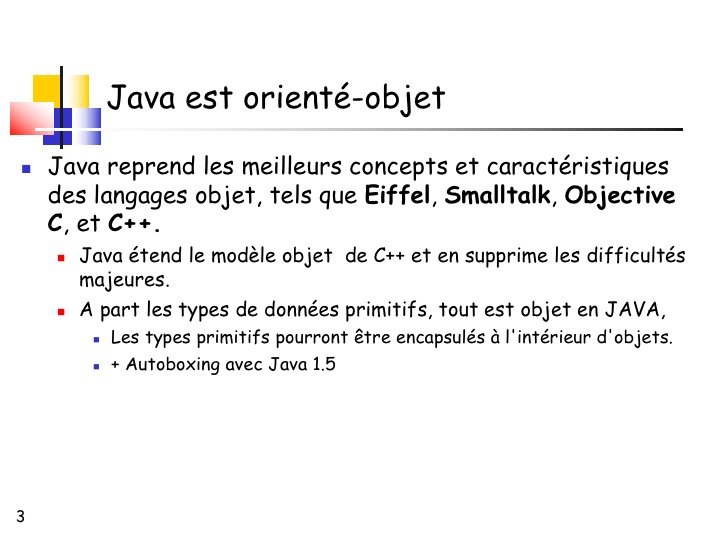 Java est orienté-objet
Java reprend les meilleurs concepts et caractéristiques
des langages objet, tels que Eiffel, Smalltalk, Objective
C, et C++.
Java étend le modèle objet  de C++ et en supprime les difficultés
majeures.
A part les types de données primitifs, tout est objet en JAVA,
Les types primitifs pourront être encapsulés à l'intérieur d'objets.
+ Autoboxing avec Java 1.5
3